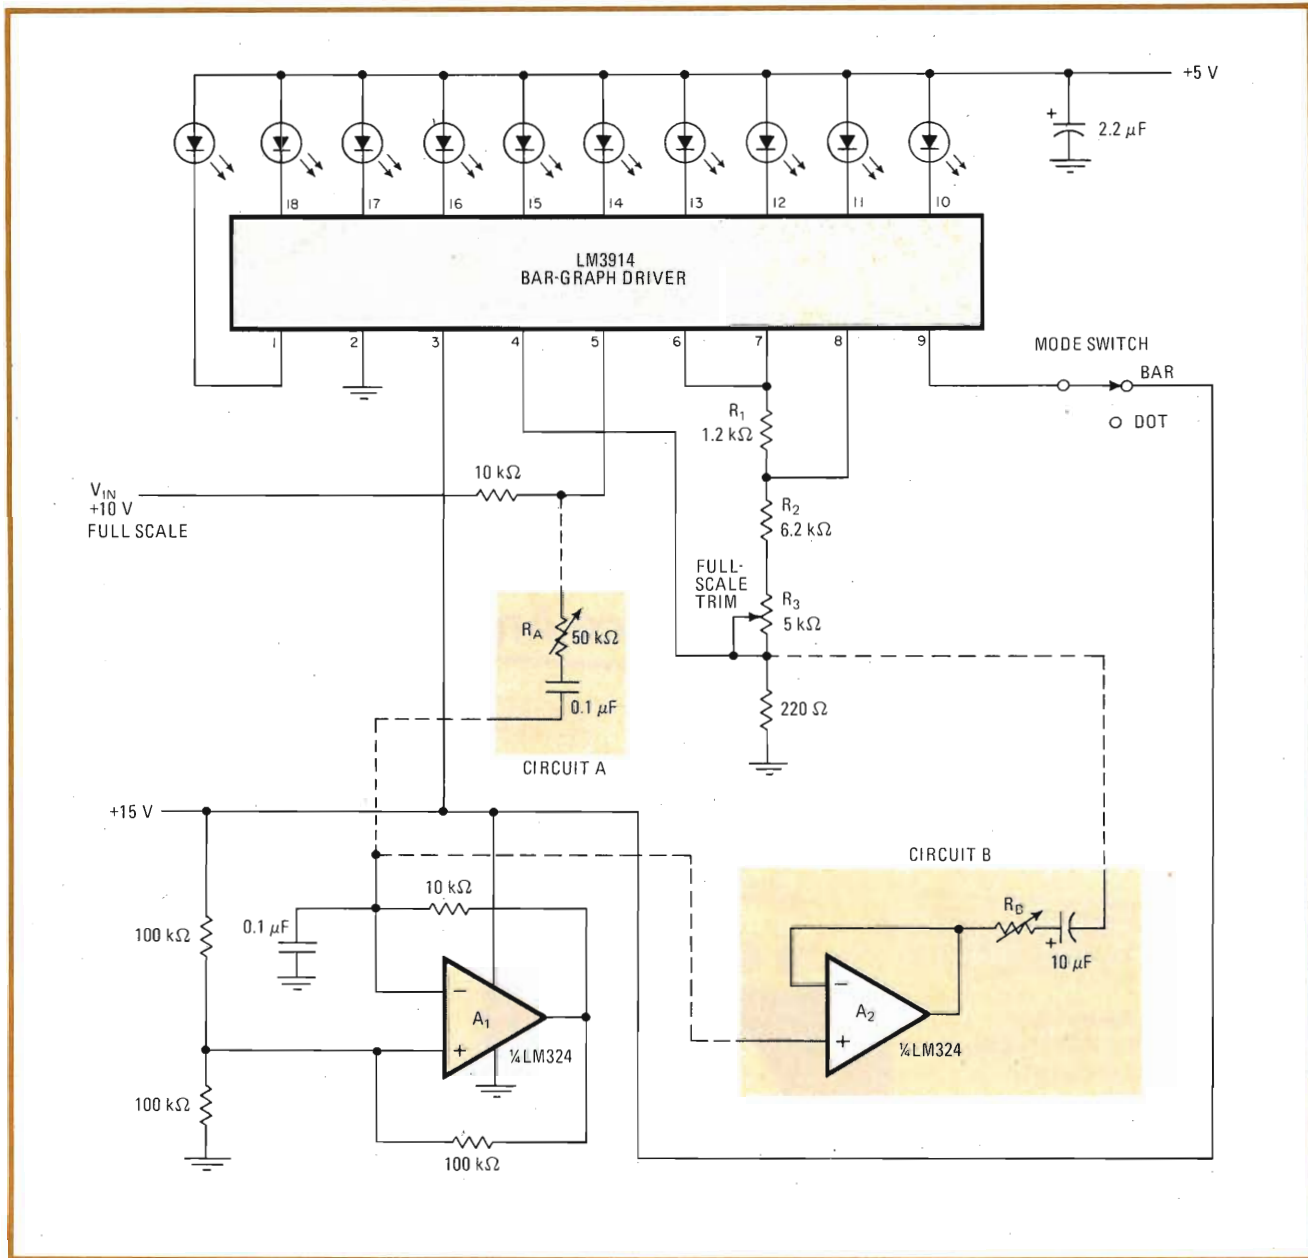 +5 V
+
2.2 µF
18
17
16
15
14
13
12
11
10
LM3914
BAR-GRAPH DRIVER
1
2
3
4
5
6
7
8
9
MODE SWITCH
BAR
DOT
R1
1.2 kΩ
10 kΩ
VIN
+10 V
FULL SCALE
R2
6.2 kΩ
FULL-
SCALE
TRIM
R3
5 kΩ
RA
50 kΩ
0.1 µF
220 Ω
CIRCUIT A
+15 V
CIRCUIT B
10 kΩ
0.1 µF
100 kΩ
RB
+
10 µF
−
A1
+
¼LM324
−
A2
+
¼LM324
100 kΩ
100 kΩ